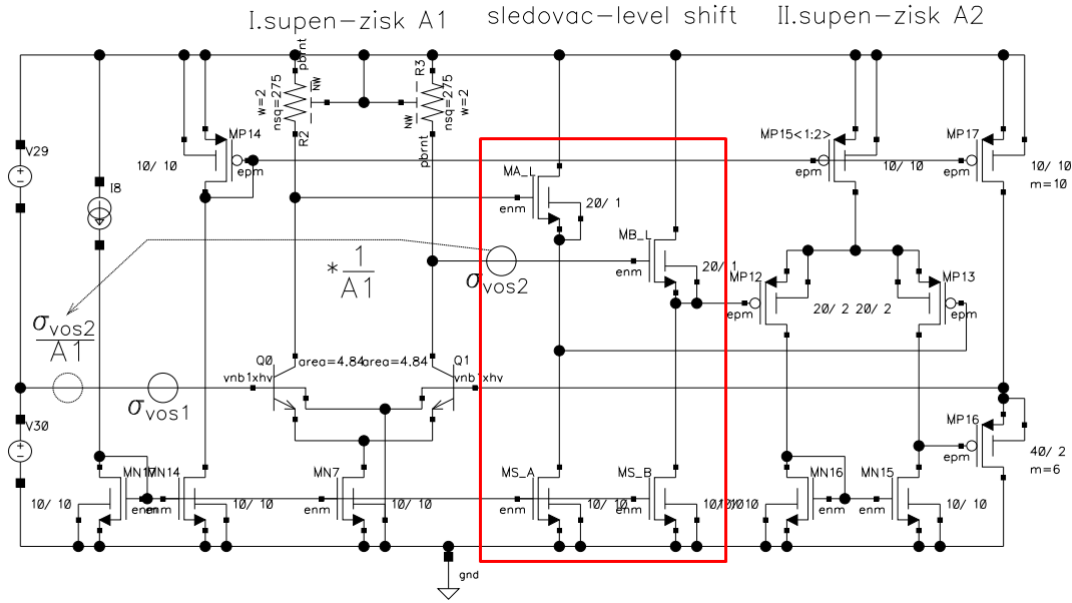 I.supen-zisk A1
sledovac-level shift
II.supen-zisk A2
pbrnt
R3
NW
w=2
nsq=275
R2
NW
nsq=275
w=2
pbrnt
V29
I8
MP14
10/ 10
epm
MA_L
enm
20/ 1
MB_L
enm
20/ 1
MP15<1:2>
epm
10/ 10
MP17
epm
10/ 10
m=10
σvos2
A1
* 1
A1
σvos2
MP12
epm
20/ 2
20/ 2
MP13
epm
σvos1
Q0
vnb1xhv
area=4.84
area=4.84
Q1
vnb1xhv
V30
MP16
epm
40/ 2
m=6
10/ 10
enm
MN14
enm
10/ 10
MN7
enm
10/ 10
MS_A
enm
10/ 10
MS_B
enm
MN16
enm
MN15
enm
10/ 10
gnd